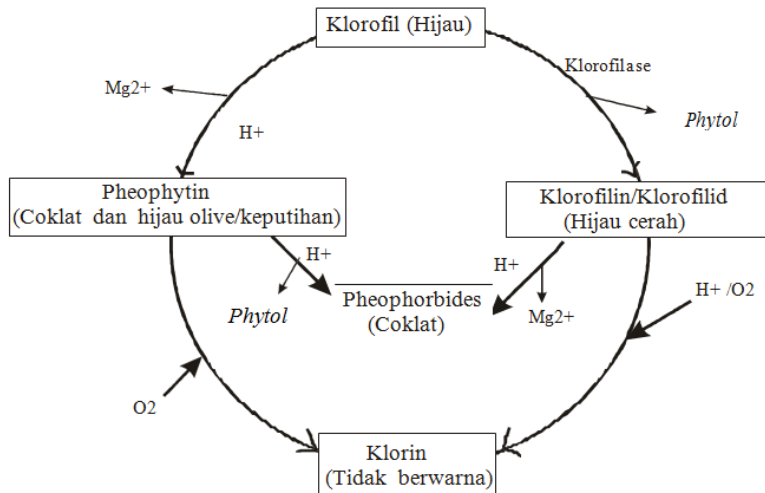 Klorofil (Hijau)
Klorofilase
Mg2+
Phytol
H+
Pheophytin
(Coklat dan hijau olive/keputihan)
Klorofilin/Klorofilid
(Hijau cerah)
H+
H+
Phytol
Pheophorbides
(Coklat)
Mg2+
H+ /O2
O2
Klorin
(Tidak berwarna)